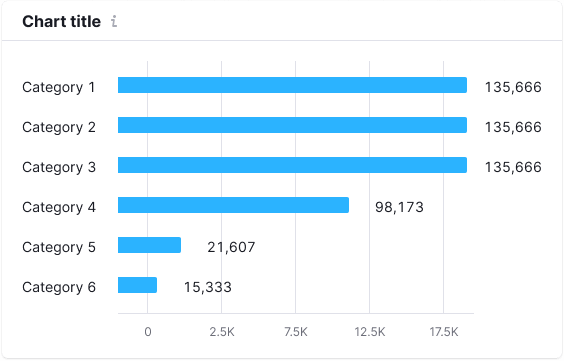 Chart title i
Category 1 135,666
Category 2 135,666
Category 3 135,666
Category 4 98,173
Category 5 21,607
Category 6 15,333
0 2.5K 7.5K 12.5K 17.5K